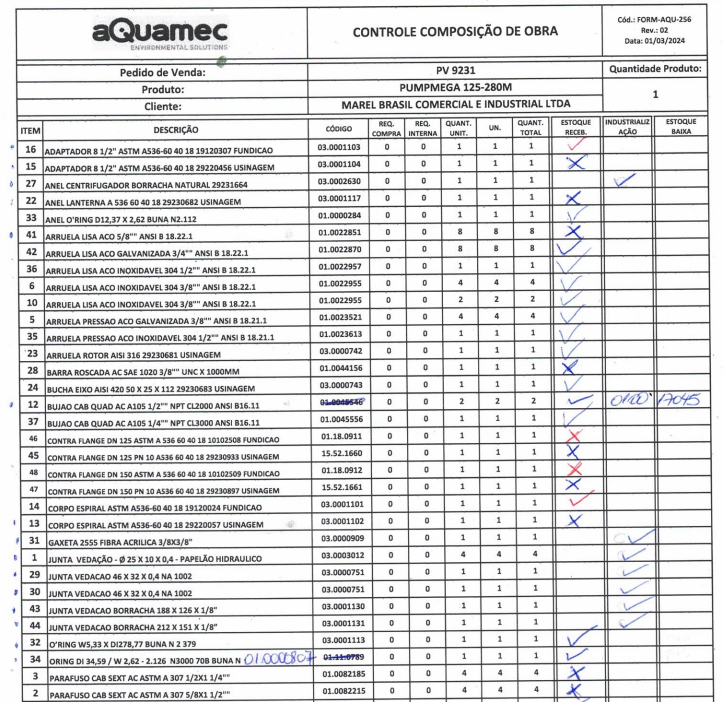 aQuamec
ENVIRONMENTAL SOLUTIONS
CONTROLE COMPOSIÇÃO DE OBRA
Cód.: FORM-AQU-256
Rev.: 02
Data: 01/03/2024
Pedido de Venda: PV 9231 Quantidade Produto:
Produto: PUMPMEGA 125-280M 1
Cliente: MAREL BRASIL COMERCIAL E INDUSTRIAL LTDA
ITEM DESCRIÇÃO CÓDIGO REQ. COMPRA REQ. INTERNA QUANT. UNIT. UN. QUANT. TOTAL ESTOQUE RECEB. INDUSTRIALIZ AÇÃO ESTOQUE BAIXA
16 ADAPTADOR 8 1/2" ASTM A536-60 40 18 19120307 FUNDICAO 03.0001103 0 0 1 1 1
15 ADAPTADOR 8 1/2" ASTM A536-60 40 18 29220456 USINAGEM 03.0001104 0 0 1 1 1
27 ANEL CENTRIFUGADOR BORRACHA NATURAL 29231664 03.0002630 0 0 1 1 1
22 ANEL LANTERNA A 536 60 40 18 29230682 USINAGEM 03.0001117 0 0 1 1 1
33 ANEL O'RING D12,37 X 2,62 BUNA N2.112 01.0000284 0 0 1 1 1
41 ARRUELA LISA ACO 5/8"" ANSI B 18.22.1 01.0022851 0 0 8 8 8
42 ARRUELA LISA ACO GALVANIZADA 3/4"" ANSI B 18.22.1 01.0022870 0 0 8 8 8
36 ARRUELA LISA ACO INOXIDAVEL 304 1/2"" ANSI B 18.22.1 01.0022957 0 0 1 1 1
6 ARRUELA LISA ACO INOXIDAVEL 304 3/8"" ANSI B 18.22.1 01.0022955 0 0 4 4 4
10 ARRUELA LISA ACO INOXIDAVEL 304 3/8"" ANSI B 18.22.1 01.0022955 0 0 2 2 2
5 ARRUELA PRESSAO ACO GALVANIZADA 3/8"" ANSI B 18.21.1 01.0023521 0 0 4 4 4
35 ARRUELA PRESSAO ACO INOXIDAVEL 304 1/2"" ANSI B 18.21.1 01.0023613 0 0 1 1 1
23 ARRUELA ROTOR AISI 316 29230681 USINAGEM 03.0000742 0 0 1 1 1
28 BARRA ROSCADA AC SAE 1020 3/8"" UNC X 1000MM 01.0044156 0 0 1 1 1
24 BUCHA EIXO AISI 420 50 X 25 X 112 29230683 USINAGEM 03.0000743 0 0 1 1 1
12 BUJAO CAB QUAD AC A105 1/2"" NPT CL2000 ANSI B16.11 01.0045546 0 0 2 2 2 0100 17045
37 BUJAO CAB QUAD AC A105 1/4"" NPT CL3000 ANSI B16.11 01.0045556 0 0 1 1 1
46 CONTRA FLANGE DN 125 ASTM A 536 60 40 18 10102508 FUNDICAO 01.18.0911 0 0 1 1 1
45 CONTRA FLANGE DN 125 PN 10 A536 60 40 18 29230933 USINAGEM 15.52.1660 0 0 1 1 1
48 CONTRA FLANGE DN 150 ASTM A 536 60 40 18 10102509 FUNDICAO 01.18.0912 0 0 1 1 1
47 CONTRA FLANGE DN 150 PN 10 A536 60 40 18 29230897 USINAGEM 15.52.1661 0 0 1 1 1
14 CORPO ESPIRAL ASTM A536-60 40 18 19120024 FUNDICAO 03.0001101 0 0 1 1 1
13 CORPO ESPIRAL ASTM A536-60 40 18 29220057 USINAGEM 03.0001102 0 0 1 1 1
31 GAXETA 2555 FIBRA ACRILICA 3/8X3/8" 03.0000909 0 0 1 1 1
1 JUNTA VEDAÇÃO - Ø 25 X 10 X 0,4 - PAPELÃO HIDRAULICO 03.0003012 0 0 4 4 4
29 JUNTA VEDACAO 46 X 32 X 0,4 NA 1002 03.0000751 0 0 1 1 1
30 JUNTA VEDACAO 46 X 32 X 0,4 NA 1002 03.0000751 0 0 1 1 1
43 JUNTA VEDACAO BORRACHA 188 X 126 X 1/8" 03.0001130 0 0 1 1 1
44 JUNTA VEDACAO BORRACHA 212 X 151 X 1/8" 03.0001131 0 0 1 1 1
32 O'RING W5,33 X DI278,77 BUNA N 2 379 03.0001113 0 0 1 1 1
34 ORING DI 34,59 / W 2,62 - 2.126 N3000 70B BUNA N 01.0000807 01.11.0789 0 0 1 1 1
3 PARAFUSO CAB SEXT AC ASTM A 307 1/2X1 1/4"" 01.0082185 0 0 4 4 4
2 PARAFUSO CAB SEXT AC ASTM A 307 5/8X1 1/2"" 01.0082215 0 0 4 4 4